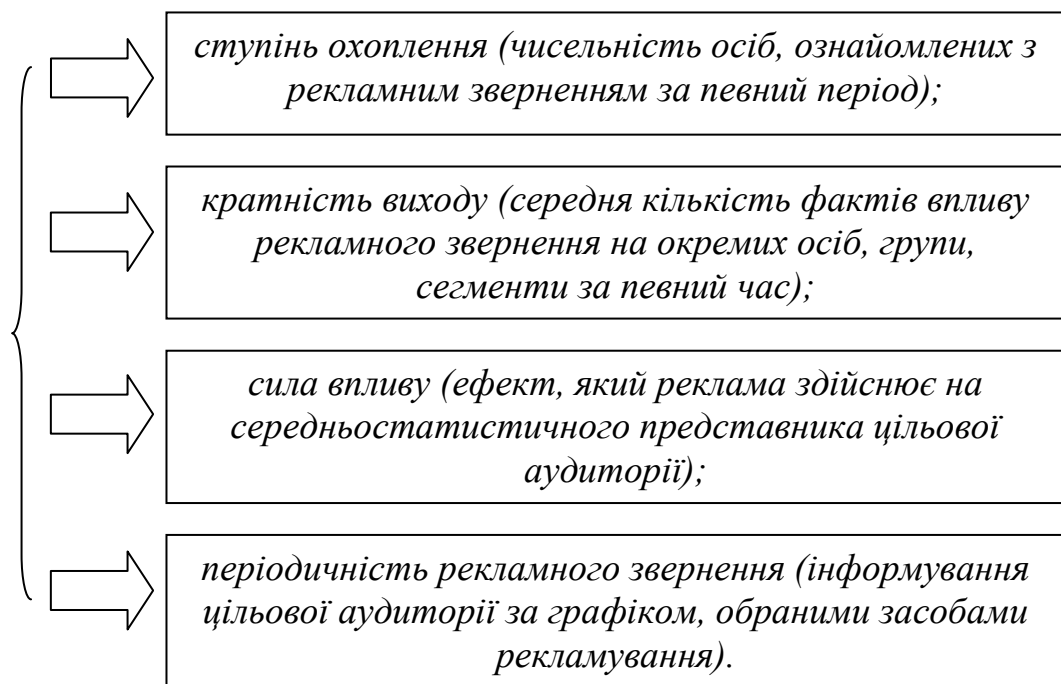 ступінь охоплення (чисельність осіб, ознайомлених з
рекламним зверненням за певний період);
кратність виходу (середня кількість фактів впливу
рекламного звернення на окремих осіб, групи,
сегменти за певний час);
сила впливу (ефект, який реклама здійснює на
середньостатистичного представника цільової
аудиторії);
періодичність рекламного звернення (інформування
цільової аудиторії за графіком, обраними засобами
рекламування).